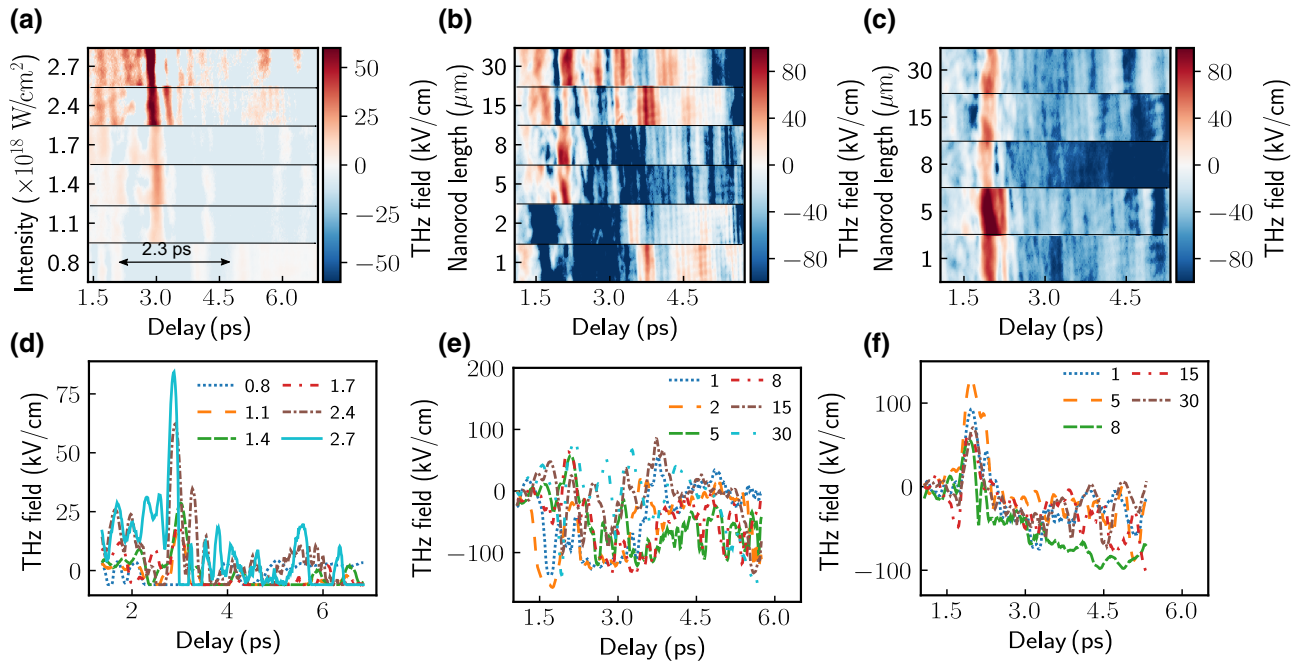 (a)
Intensity (×10^18 W/cm²)
2.7
2.4
1.7
1.4
1.1
0.8
2.3 ps
1.5 3.0 4.5 6.0
Delay (ps)
50
25
0
−25
−50
THz field (kV/cm)
(b)
Nanorod length (μm)
30
15
8
5
2
1
1.5 3.0 4.5
Delay (ps)
80
40
0
−40
−80
THz field (kV/cm)
(c)
Nanorod length (μm)
30
15
8
5
1
1.5 3.0 4.5
Delay (ps)
80
40
0
−40
−80
THz field (kV/cm)
(d)
THz field (kV/cm)
75
50
25
0
0.8 1.7
1.1 2.4
1.4 2.7
2 4 6
Delay (ps)
(e)
THz field (kV/cm)
200
100
0
−100
1 8
2 15
5 30
1.5 3.0 4.5 6.0
Delay (ps)
(f)
THz field (kV/cm)
100
0
−100
1 15
5 30
8
1.5 3.0 4.5 6.0
Delay (ps)